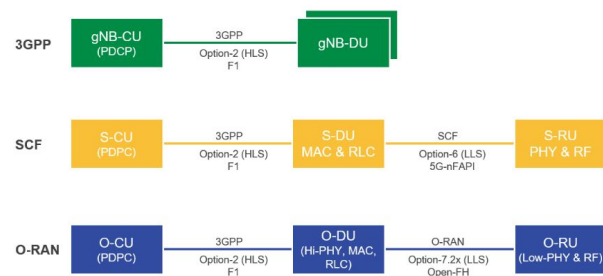 3GPP
gNB-CU
(PDCP)
3GPP
Option-2 (HLS)
F1
gNB-DU
SCF
S-CU
(PDPC)
3GPP
Option-2 (HLS)
F1
S-DU
MAC & RLC
SCF
Option-6 (LLS)
5G-nFAPI
S-RU
PHY & RF
O-RAN
O-CU
(PDPC)
3GPP
Option-2 (HLS)
F1
O-DU
(Hi-PHY, MAC,
RLC)
O-RAN
Option-7.2x (LLS)
Open-FH
O-RU
(Low-PHY & RF)